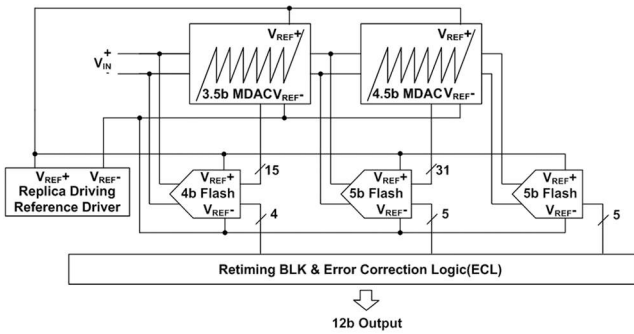 VREF+
VREF+
+
VIN
-
3.5b MDAC VREF-
4.5b MDAC VREF-
15
31
VREF+ VREF-
Replica Driving
Reference Driver
VREF+
4b Flash
VREF-
VREF+
5b Flash
VREF-
VREF+
5b Flash
VREF-
4
5
5
Retiming BLK & Error Correction Logic(ECL)
12b Output